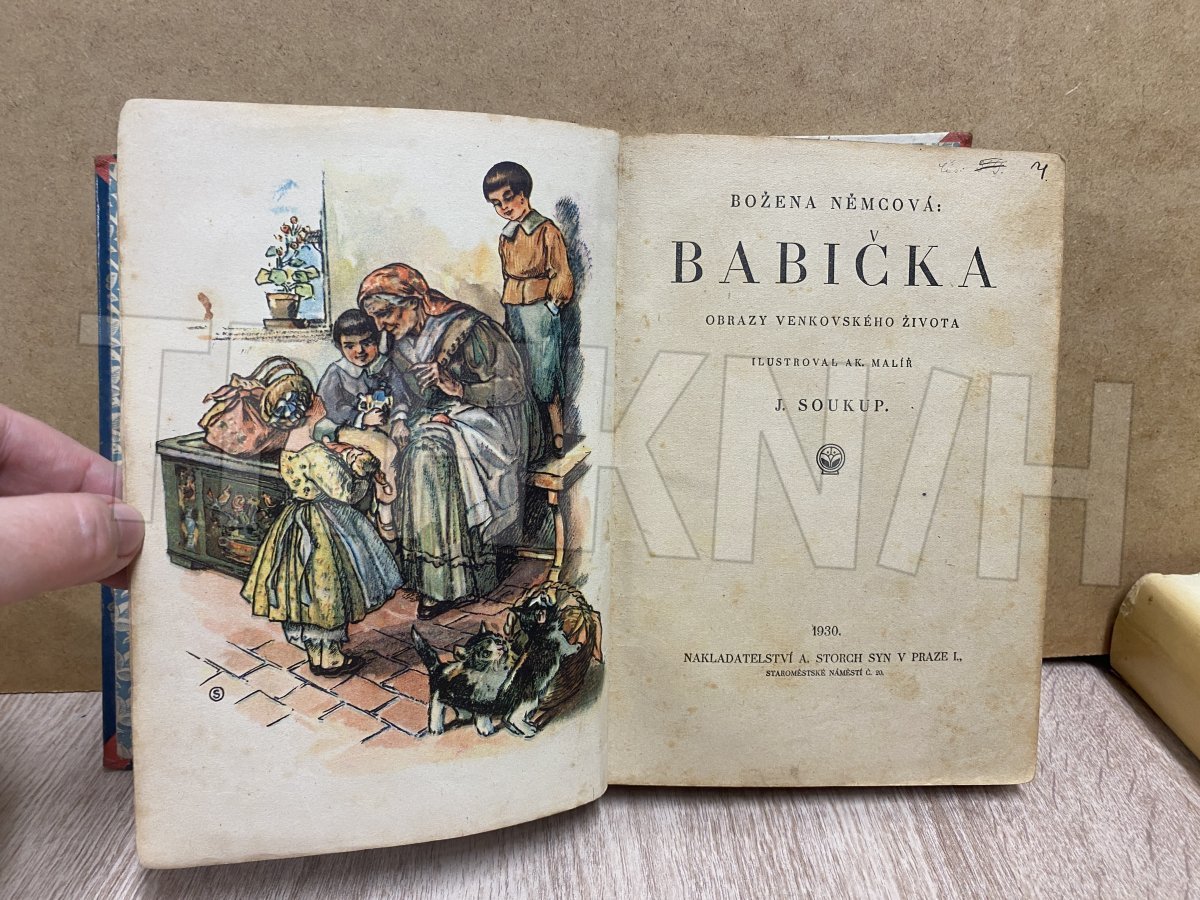 BOŽENA NĚMCOVÁ:
BABIČKA
OBRAZY VENKOVSKÉHO ŽIVOTA
ILUSTROVAL AK. MALÍŘ
J. SOUKUP.
1930.
NAKLADATELSTVÍ A. STORCH SYN V PRAZE I.,
STAROMĚSTSKÉ NÁMĚSTÍ Č. 20.